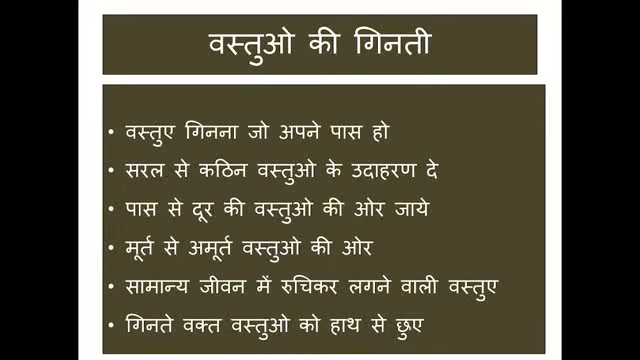 वस्तुओ की गिनती
• वस्तुए गिनना जो अपने पास हो
• सरल से कठिन वस्तुओ के उदाहरण दे
• पास से दूर की वस्तुओ की ओर जाये
• मूर्त से अमूर्त वस्तुओ की ओर
• सामान्य जीवन में रुचिकर लगने वाली वस्तुए
• गिनते वक्त वस्तुओ को हाथ से छुए